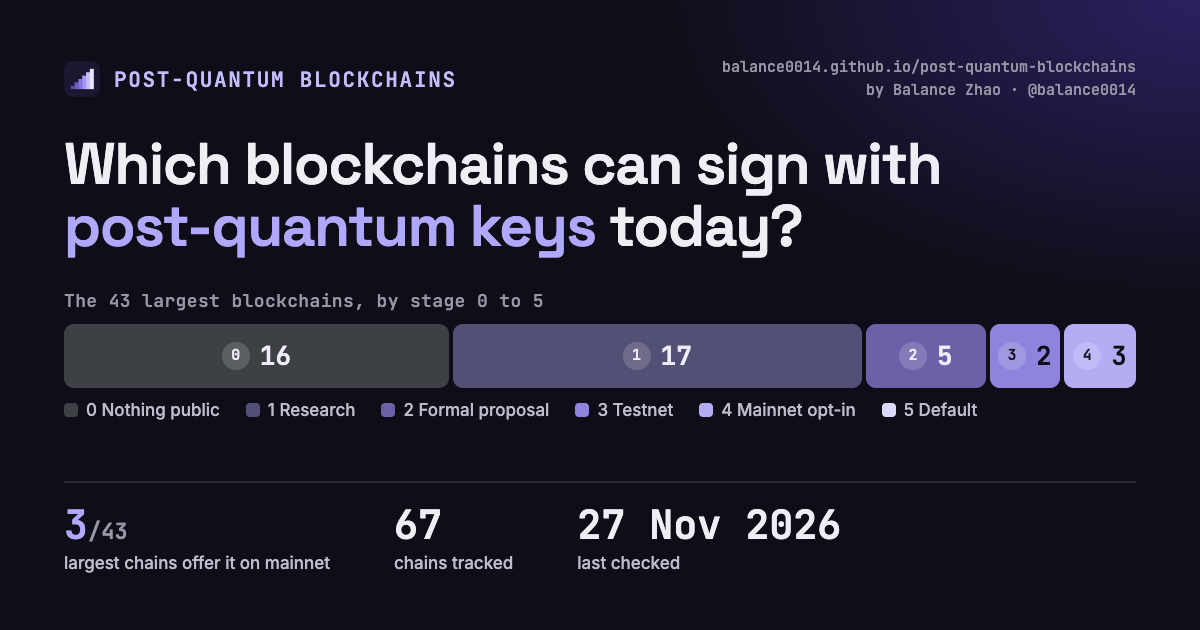 POST-QUANTUM BLOCKCHAINS
balance0014.github.io/post-quantum-blockchains
by Balance Zhao · @balance0014
Which blockchains can sign with
post-quantum keys today?
The 43 largest blockchains, by stage 0 to 5
0 16
1 17
2 5
3 2
4 3
0 Nothing public
1 Research
2 Formal proposal
3 Testnet
4 Mainnet opt-in
5 Default
3/43
largest chains offer it on mainnet
67
chains tracked
27 Nov 2026
last checked